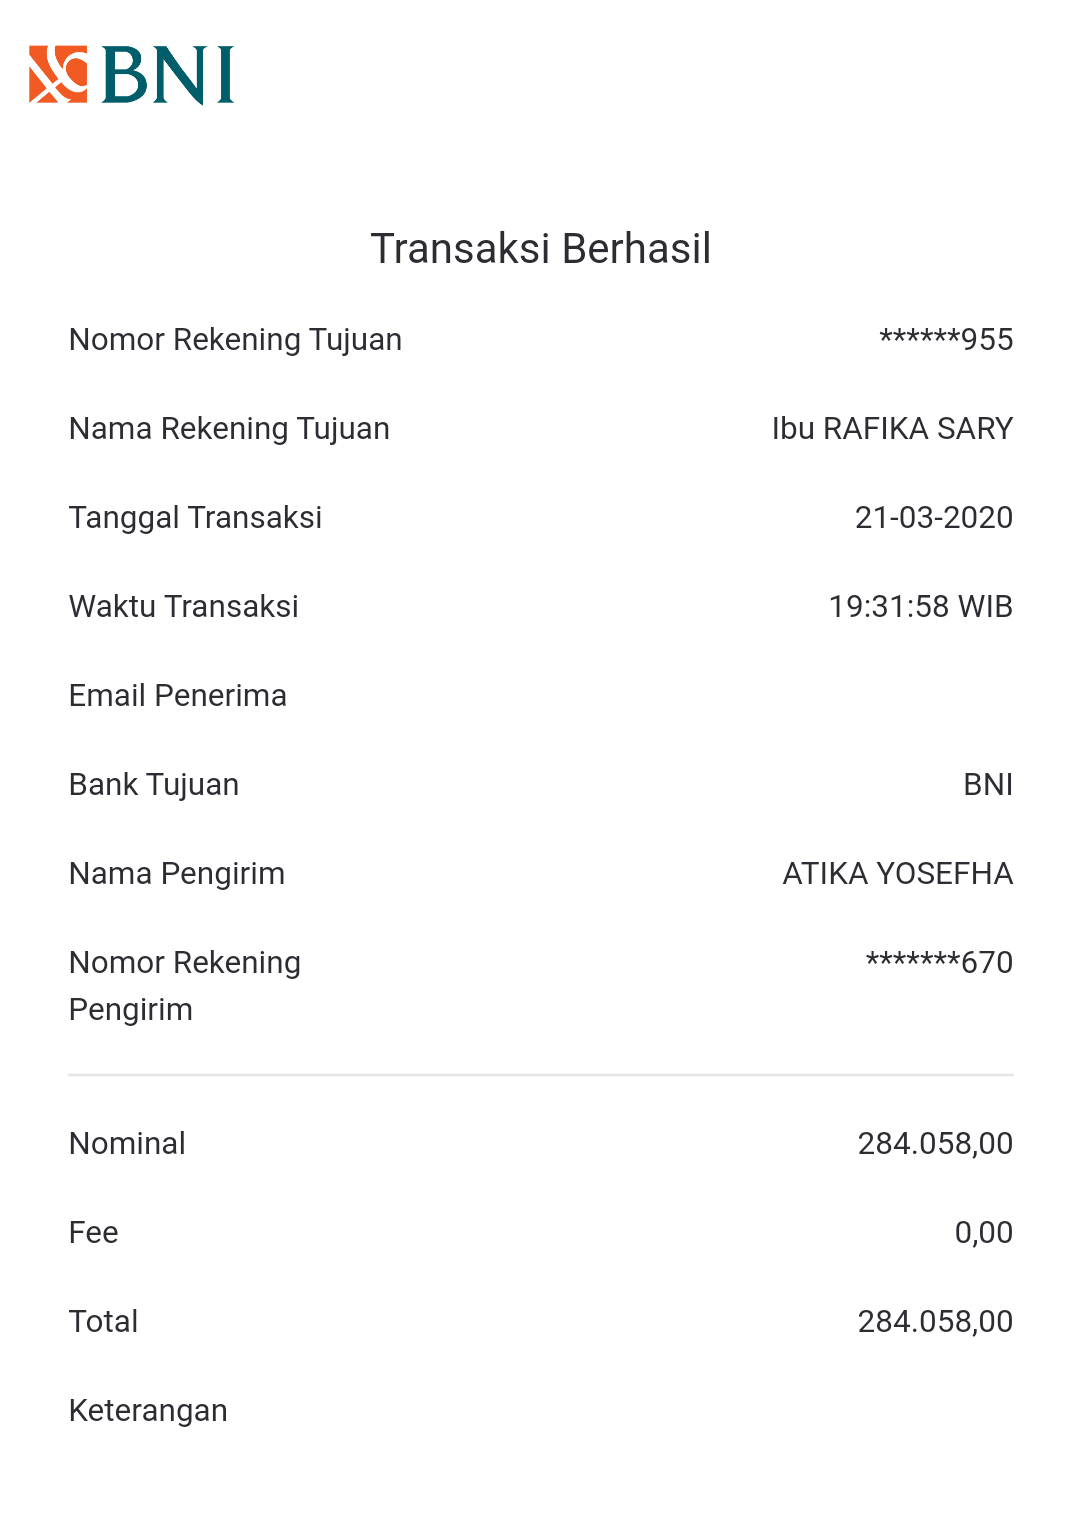 BNI
Transaksi Berhasil
Nomor Rekening Tujuan ******955
Nama Rekening Tujuan Ibu RAFIKA SARY
Tanggal Transaksi 21-03-2020
Waktu Transaksi 19:31:58 WIB
Email Penerima
Bank Tujuan BNI
Nama Pengirim ATIKA YOSEFHA
Nomor Rekening *******670
Pengirim
Nominal 284.058,00
Fee 0,00
Total 284.058,00
Keterangan